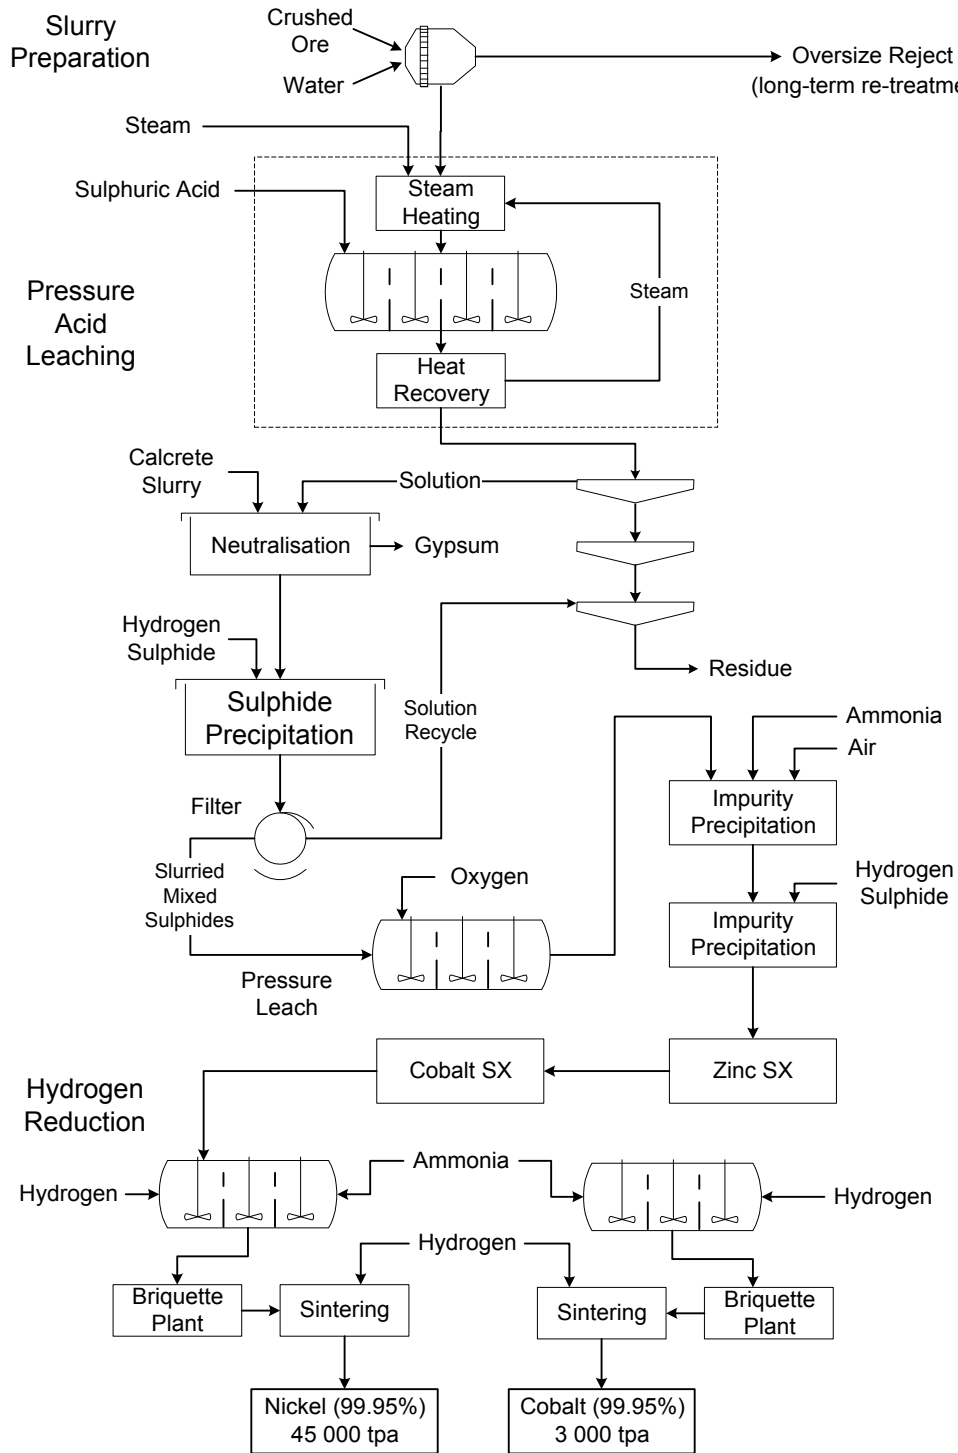 Slurry
Preparation
Crushed
Ore
Water
Oversize Reject
(long-term re-treatme
Steam
Sulphuric Acid
Steam
Heating
Pressure
Acid
Leaching
Steam
Heat
Recovery
Calcrete
Slurry
Solution
Neutralisation
Gypsum
Hydrogen
Sulphide
Residue
Sulphide
Precipitation
Solution
Recycle
Ammonia
Air
Filter
Impurity
Precipitation
Slurried
Mixed
Sulphides
Oxygen
Hydrogen
Sulphide
Impurity
Precipitation
Pressure
Leach
Cobalt SX
Zinc SX
Hydrogen
Reduction
Ammonia
Hydrogen
Hydrogen
Hydrogen
Briquette
Plant
Sintering
Sintering
Briquette
Plant
Nickel (99.95%)
45 000 tpa
Cobalt (99.95%)
3 000 tpa